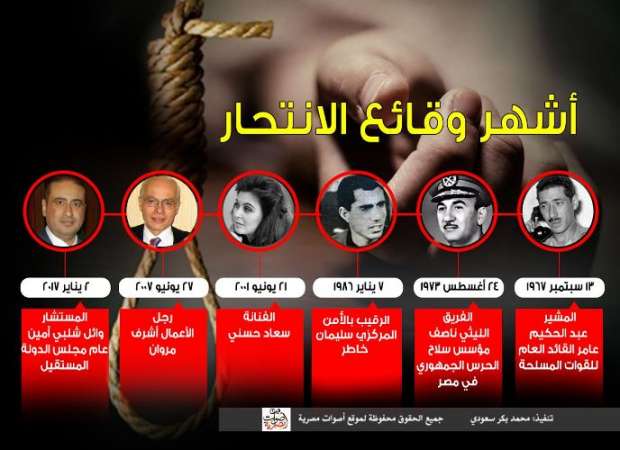 أشهر وقائع الانتحار
١٣ سبتمبر ١٩٦٧
المشير
عبد الحكيم
عامر القائد العام
للقوات المسلحة
٢٤ أغسطس ١٩٧٣
الفريق
الليثي ناصف
مؤسس سلاح
الحرس الجمهوري
في مصر
٧ يناير ١٩٨٦
الرقيب بالأمن
المركزي سليمان
خاطر
٢١ يونيو ٢٠٠١
الفنانة
سعاد حسني
٢٧ يونيو ٢٠٠٧
رجل
الأعمال أشرف
مروان
٢ يناير ٢٠١٧
المستشار
وائل شلبي أمين
عام مجلس الدولة
المستقيل
تنفيذ: محمد بكر سعودي
جميع الحقوق محفوظة لموقع أصوات مصرية
أصوات
مصرية